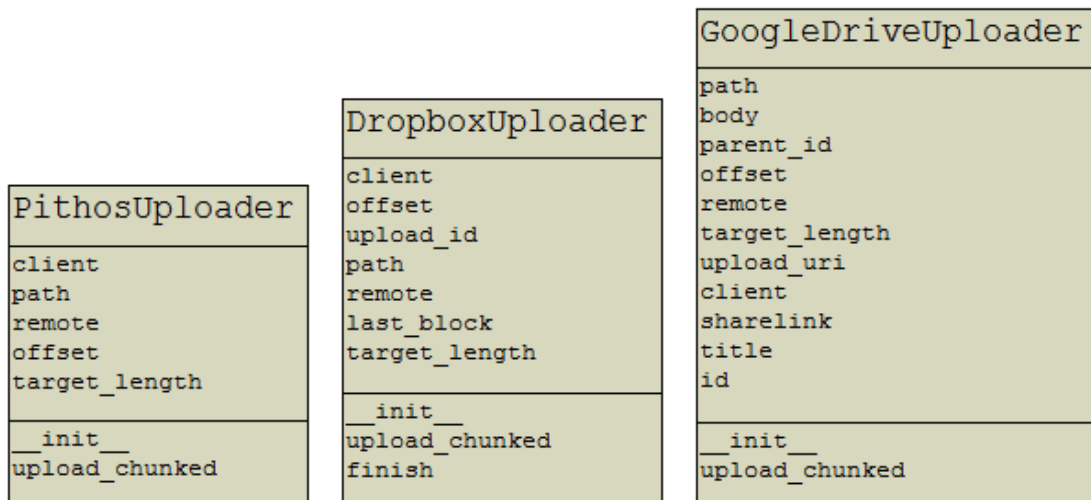 PithosUploader
client
path
remote
offset
target_length
__init__
upload_chunked
DropboxUploader
client
offset
upload_id
path
remote
last_block
target_length
__init__
upload_chunked
finish
GoogleDriveUploader
path
body
parent_id
offset
remote
target_length
upload_uri
client
sharelink
title
id
__init__
upload_chunked